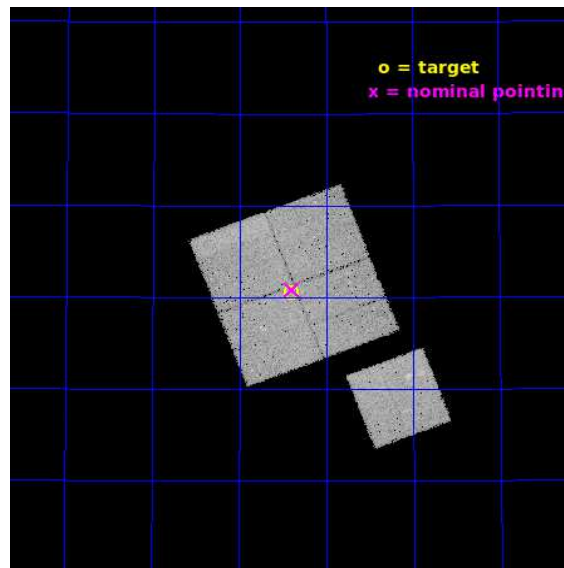 o = target
x = nominal pointin